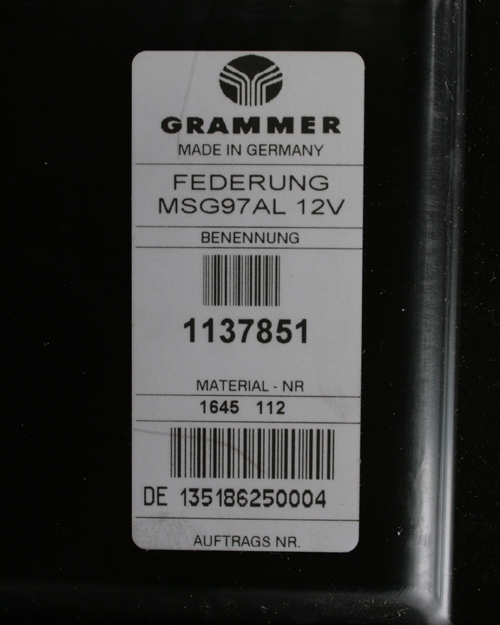 GRAMMER
MADE IN GERMANY
FEDERUNG
MSG97AL 12V
BENENNUNG
1137851
MATERIAL - NR
1645 112
DE 135186250004
AUFTRAGS NR.